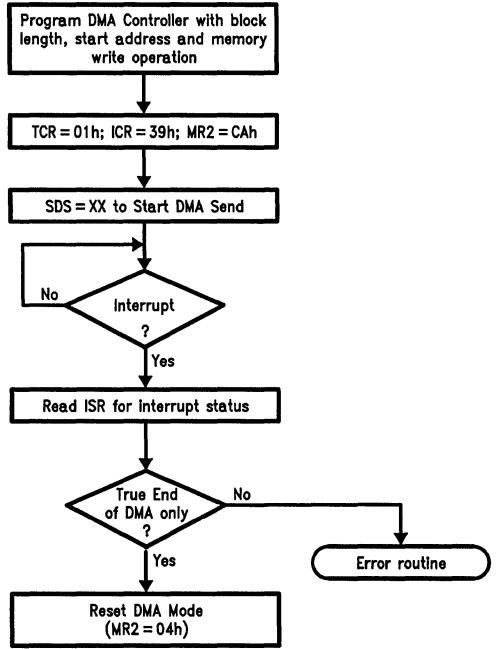 Program DMA Controller with block
length, start address and memory
write operation
TCR = 01h; ICR = 39h; MR2 = CAh
SDS = XX to Start DMA Send
Interrupt
?
No
Yes
Read ISR for interrupt status
True End
of DMA only
?
No
Yes
Error routine
Reset DMA Mode
(MR2 = 04h)